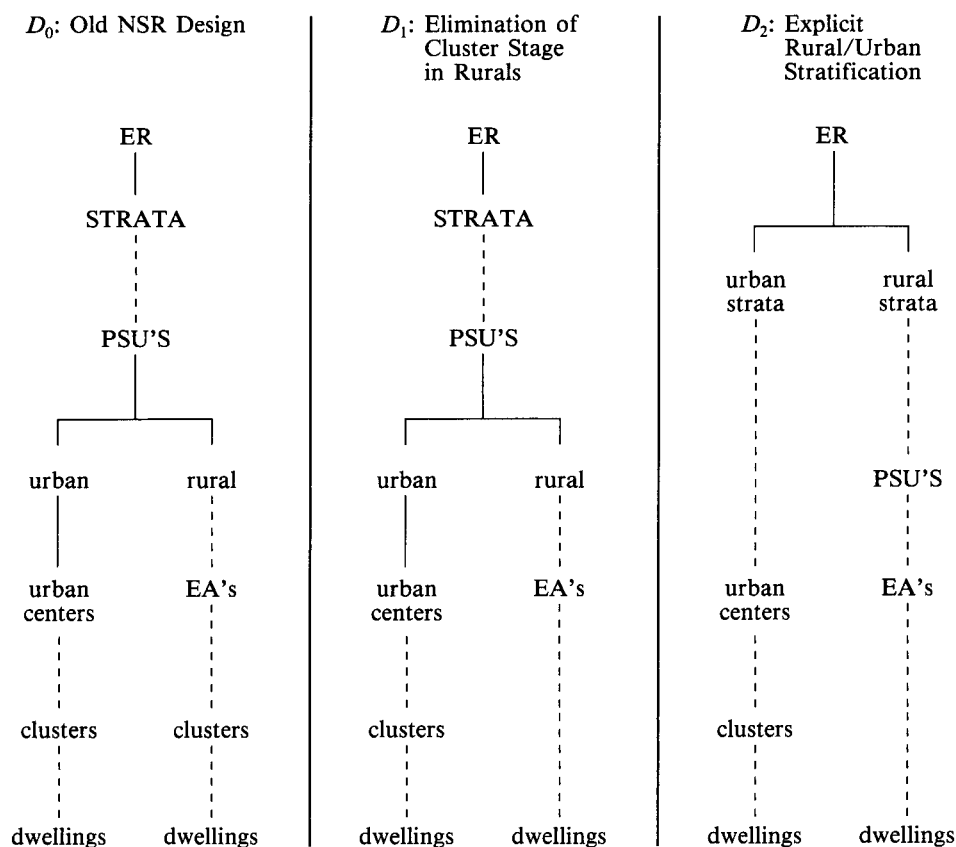 D₀: Old NSR Design
ER
STRATA
PSU'S
urban rural
urban
centers
EA's
clusters clusters
dwellings dwellings
D₁: Elimination of
Cluster Stage
in Rurals
ER
STRATA
PSU'S
urban rural
urban
centers
EA's
clusters
dwellings dwellings
D₂: Explicit
Rural/Urban
Stratification
ER
urban
strata
rural
strata
PSU'S
urban
centers
EA's
clusters
dwellings dwellings